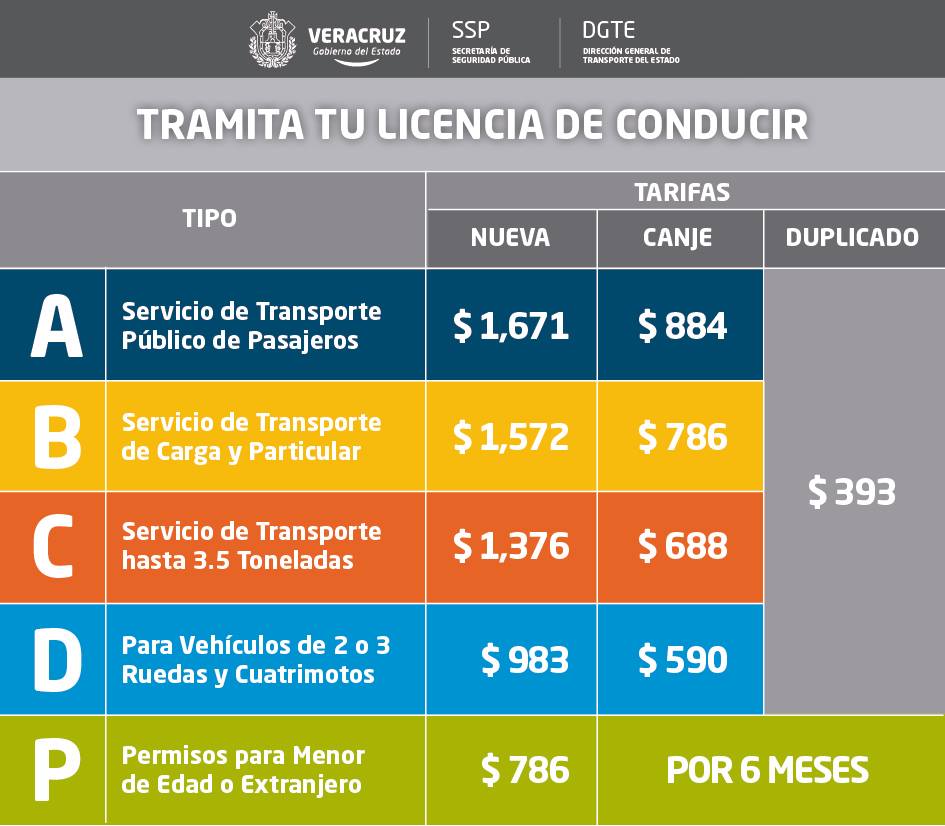 VERACRUZ
Gobierno del Estado
SSP
SECRETARÍA DE
SEGURIDAD PÚBLICA
DGTE
DIRECCIÓN GENERAL DE
TRANSPORTE DEL ESTADO
TRAMITA TU LICENCIA DE CONDUCIR
TIPO
TARIFAS
NUEVA
CANJE
DUPLICADO
A
Servicio de Transporte
Público de Pasajeros
$ 1,671
$ 884
B
Servicio de Transporte
de Carga y Particular
$ 1,572
$ 786
$ 393
C
Servicio de Transporte
hasta 3.5 Toneladas
$ 1,376
$ 688
D
Para Vehículos de 2 o 3
Ruedas y Cuatrimotos
$ 983
$ 590
P
Permisos para Menor
de Edad o Extranjero
$ 786
POR 6 MESES